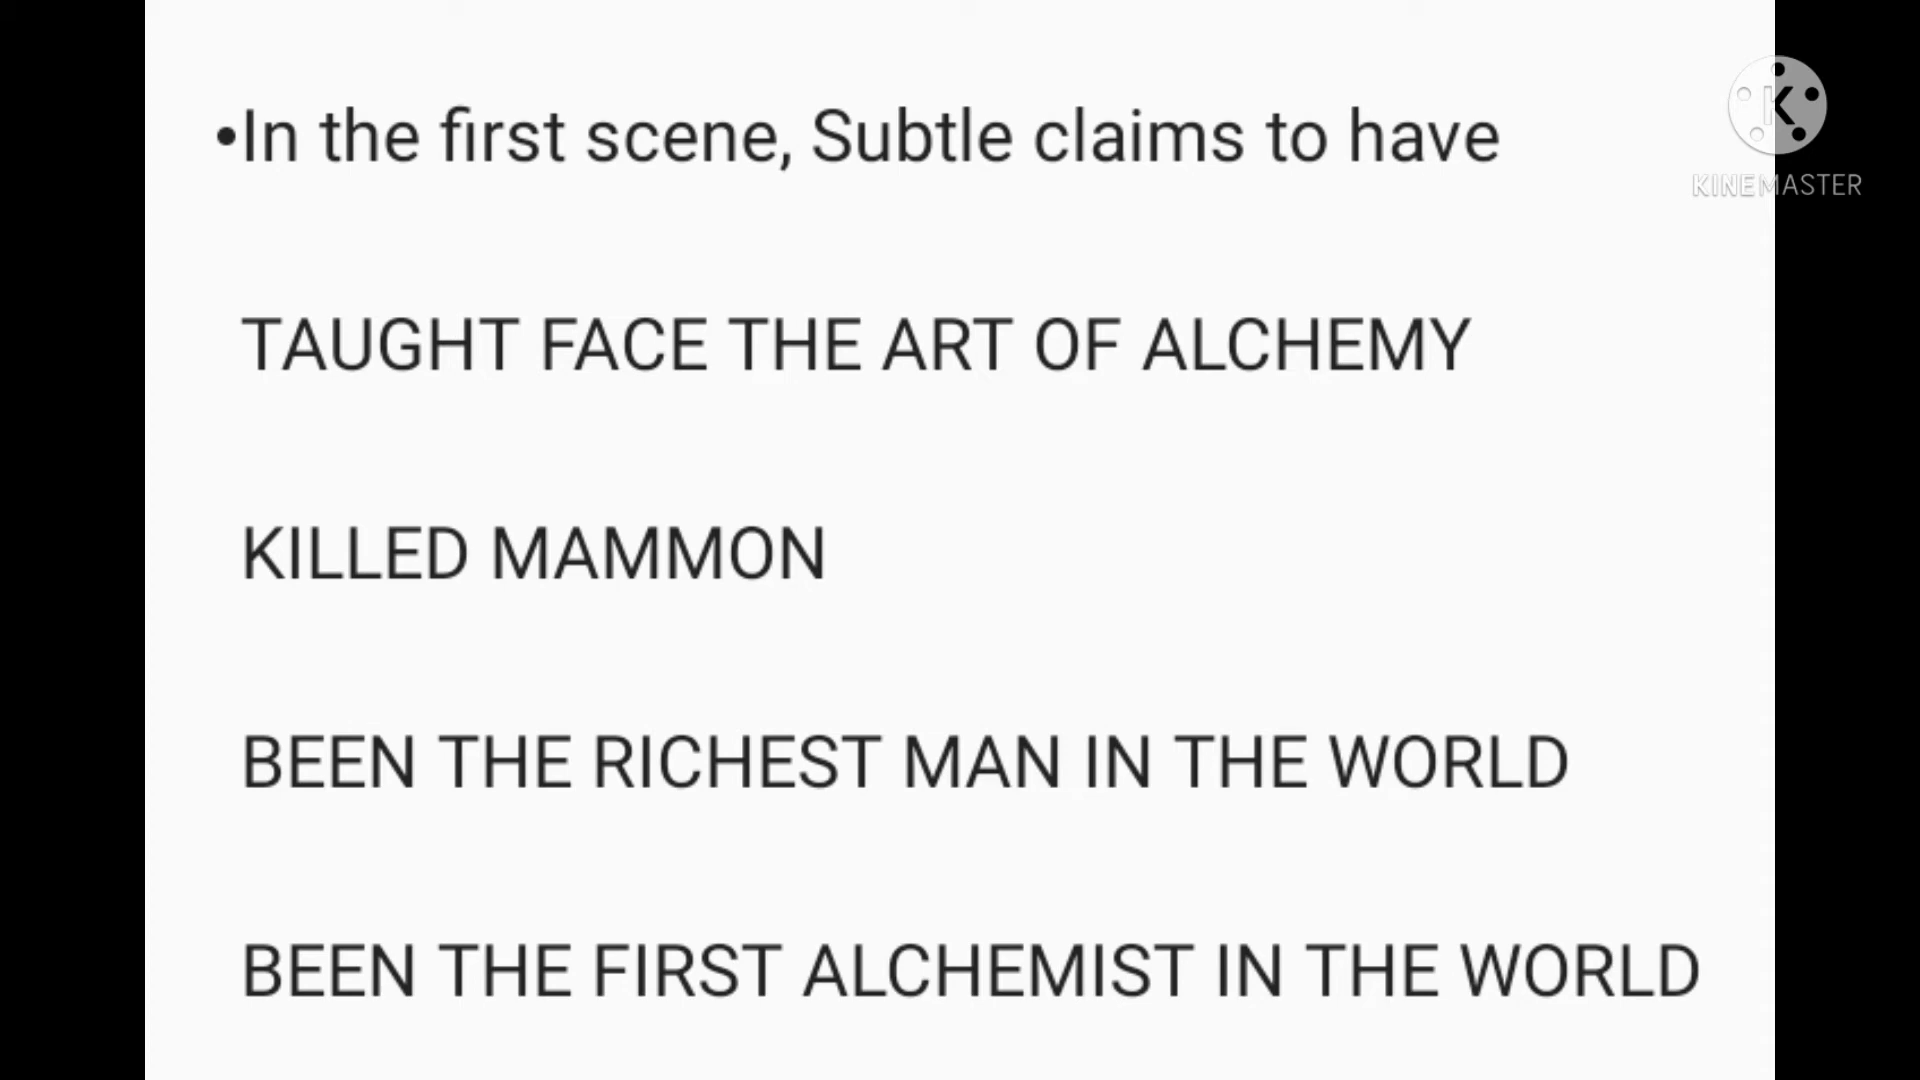 •In the first scene, Subtle claims to have
K
KINEMASTER
TAUGHT FACE THE ART OF ALCHEMY
KILLED MAMMON
BEEN THE RICHEST MAN IN THE WORLD
BEEN THE FIRST ALCHEMIST IN THE WORLD